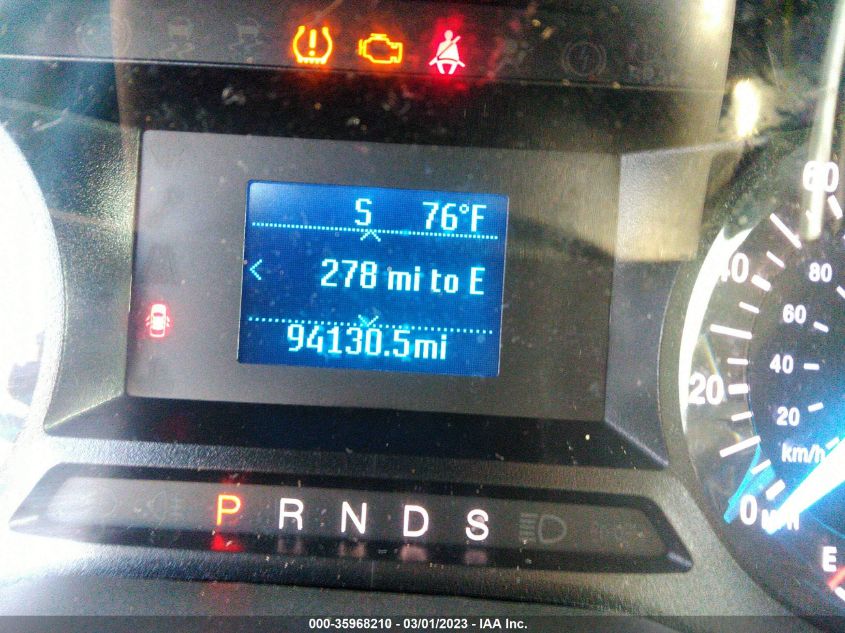 S 76°F
278 mi to E
94130.5mi
P R N D S
60
80
40
60
40
20
20
km/h
0 MPH
E
000-35968210 - 03/01/2023 - IAA Inc.